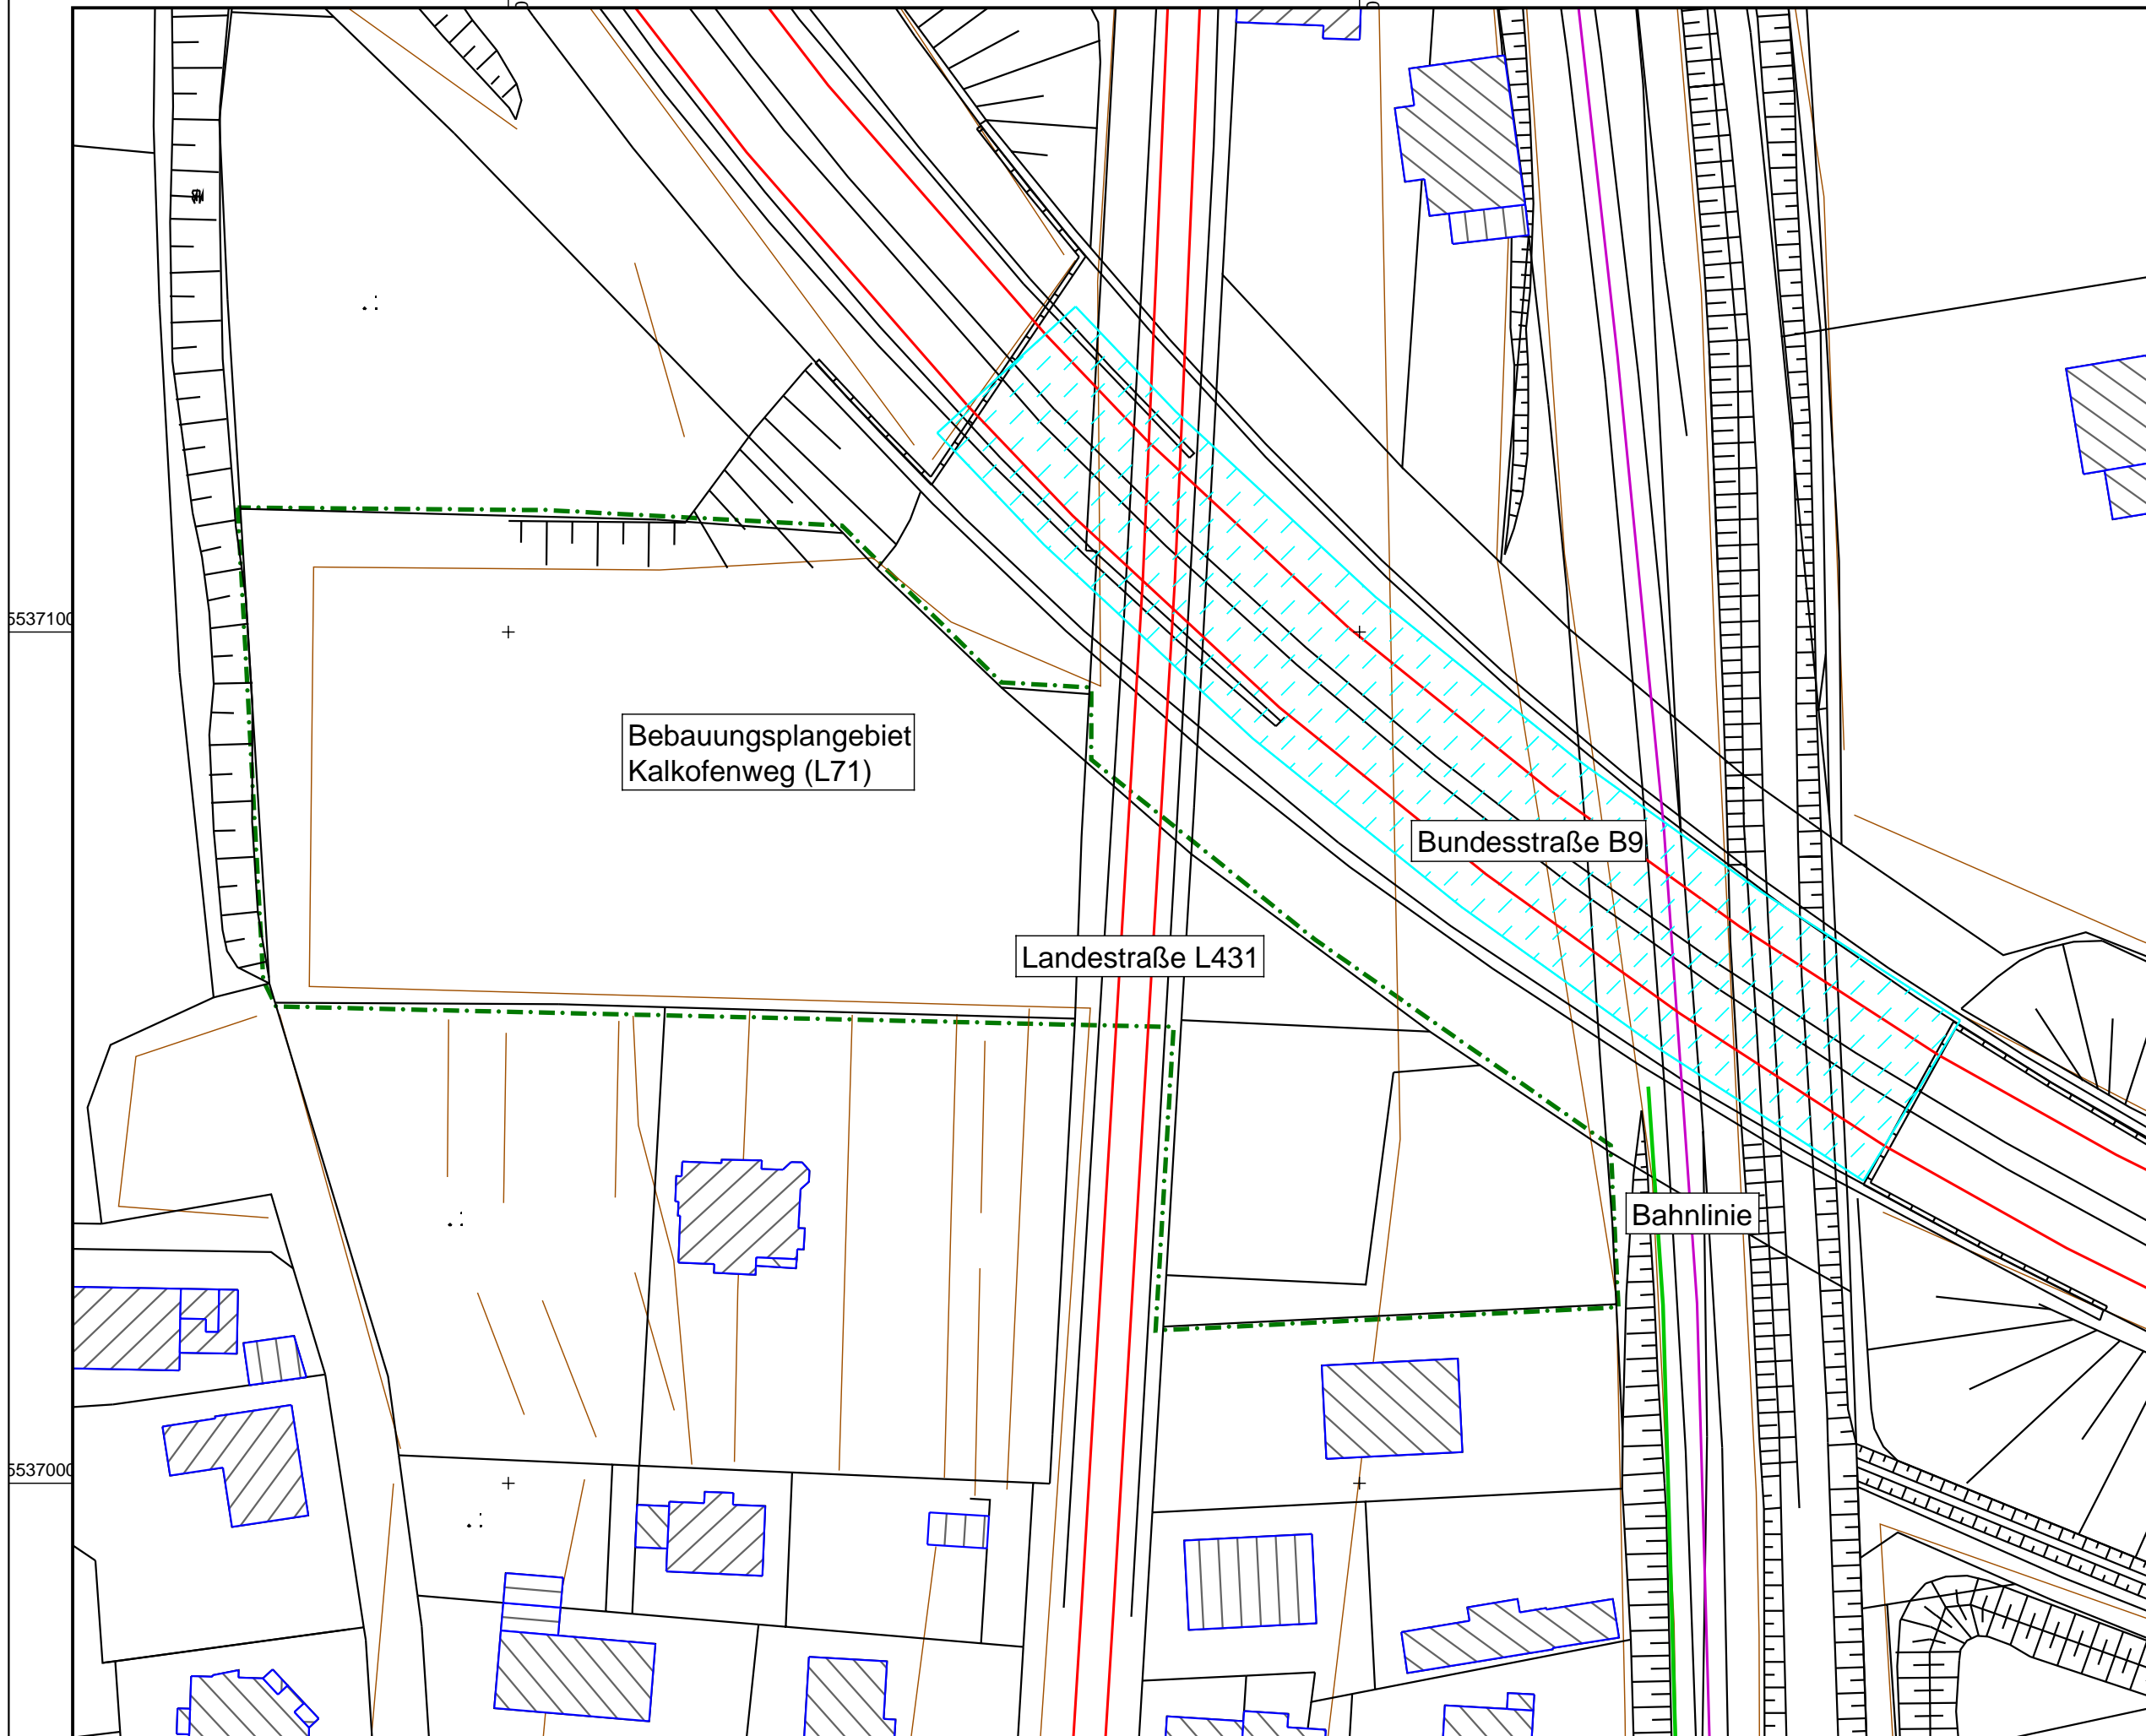 5537100
Bebauungsplangebiet
Kalkofenweg (L71)
Bundesstraße B9
Landestraße L431
Bahnlinie
5537000